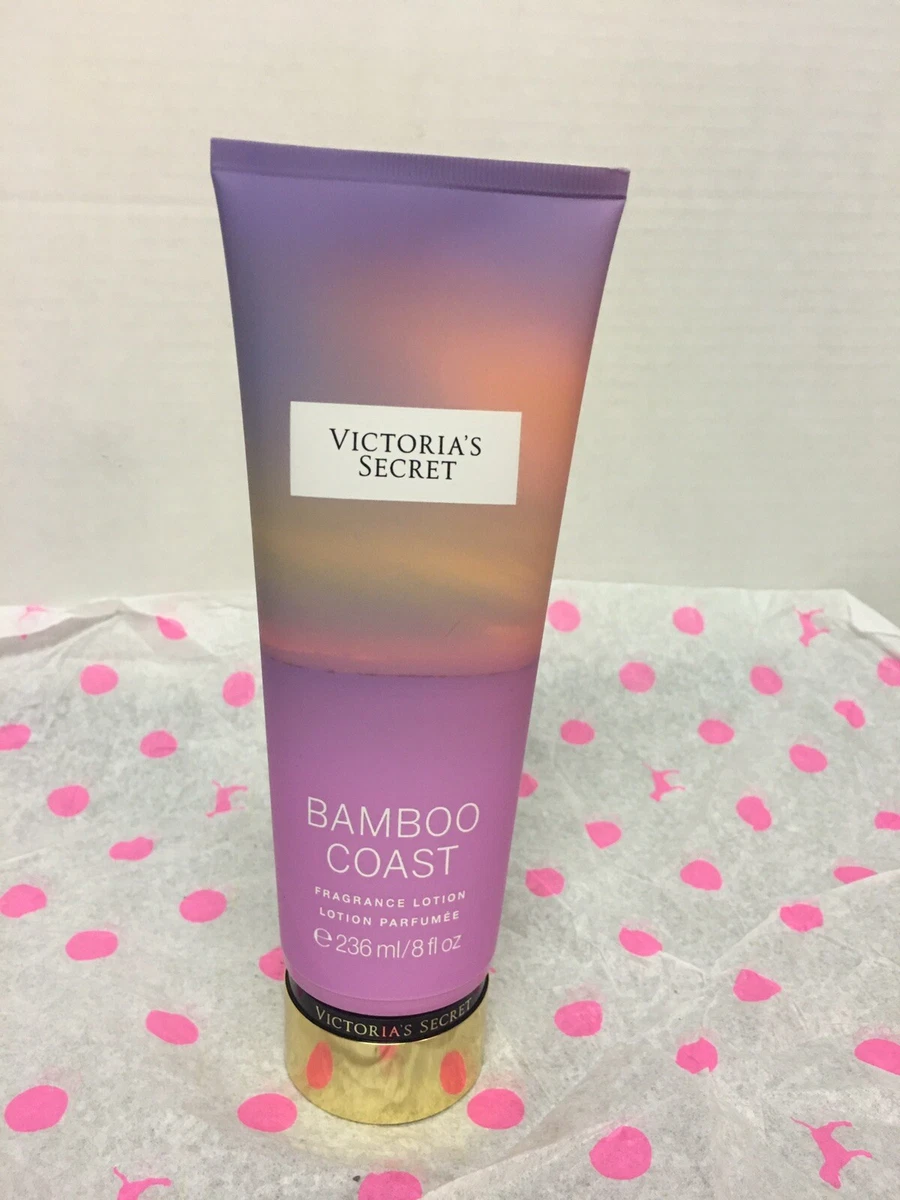 VICTORIA'S
SECRET
BAMBOO
COAST
FRAGRANCE LOTION
LOTION PARFUMÉE
℮ 236 ml/8 fl oz
VICTORIA'S SECRET